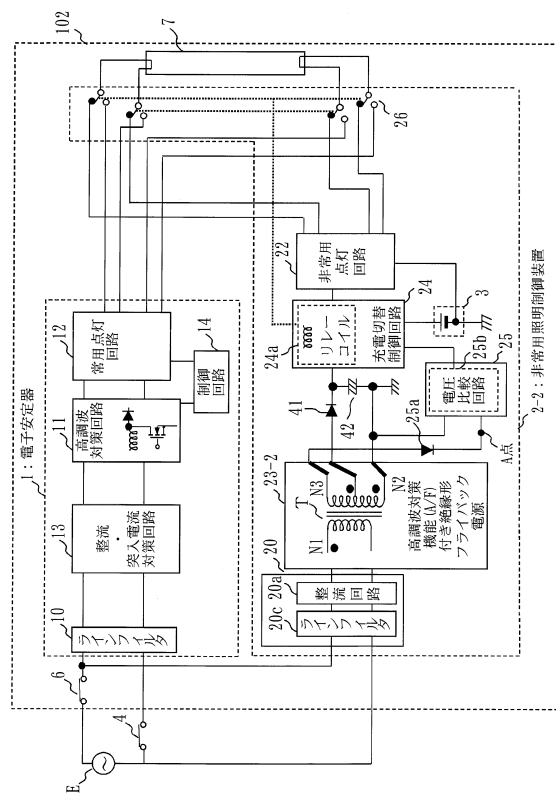 102
7
1：電子安定器
10
ラインフィルタ
13
整流
・
突入電流
対策回路
11
高調波
対策回路
12
常用点灯
回路
14
制御回路
6
4
E
26
20
20c
ラインフィルタ
20a
整流回路
23-2
T
N1
N3
N2
高調波対策
機能(A/F)
付き絶縁形
フライバック
電源
41
42
25a
A点
24a
リレー
コイル
充電切替
制御回路
24
22
非常用
点灯
回路
3
25b
25
電圧
比較
回路
2-2：非常用照明制御装置